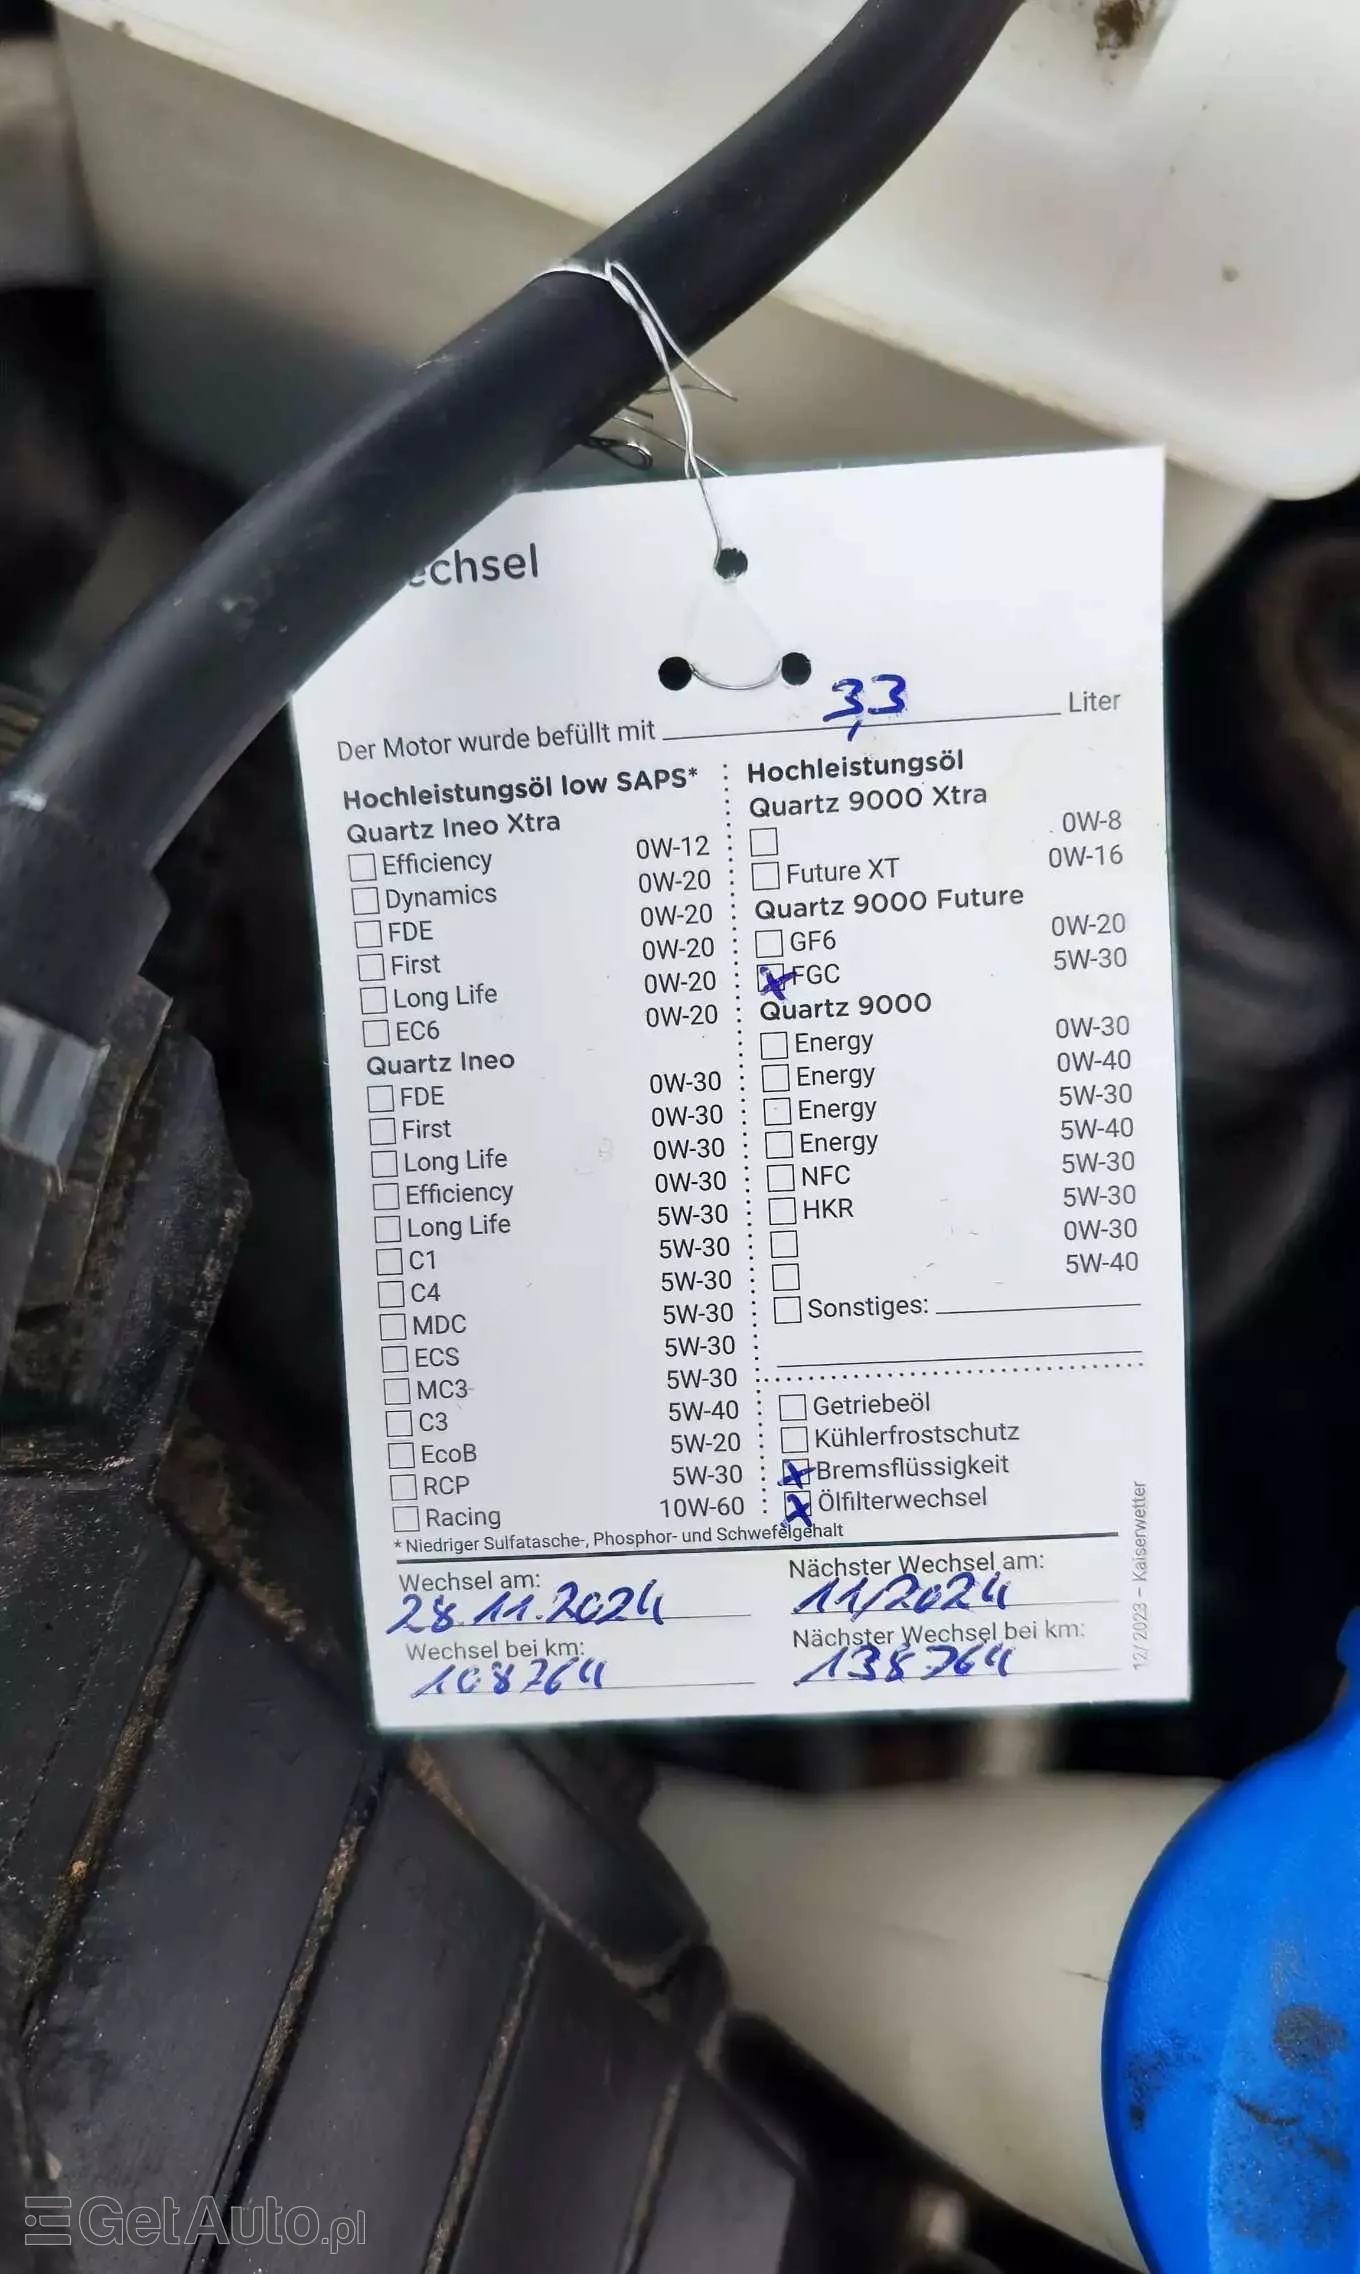 echsel
Der Motor wurde befüllt mit 3,3 Liter
Hochleistungsöl low SAPS*
Quartz Ineo Xtra
Efficiency 0W-12
Dynamics 0W-20
FDE 0W-20
First 0W-20
Long Life 0W-20
EC6 0W-20
Quartz Ineo
FDE 0W-30
First 0W-30
Long Life 0W-30
Efficiency 0W-30
Long Life 5W-30
C1 5W-30
C4 5W-30
MDC 5W-30
ECS 5W-30
MC3 5W-30
C3 5W-40
EcoB 5W-20
RCP 5W-30
Racing 10W-60
Hochleistungsöl
Quartz 9000 Xtra
0W-8
Future XT 0W-16
Quartz 9000 Future
GF6 0W-20
FGC 5W-30
Quartz 9000
Energy 0W-30
Energy 0W-40
Energy 5W-30
Energy 5W-40
NFC 5W-30
HKR 5W-30
0W-30
5W-40
Sonstiges:
Getriebeöl
Kühlerfrostschutz
Bremsflüssigkeit
Ölfilterwechsel
* Niedriger Sulfatasche-, Phosphor- und Schwefelgehalt
Wechsel am:
28.11.2024
Wechsel bei km:
108764
Nächster Wechsel am:
11/2024
Nächster Wechsel bei km:
138764
12/2023 – Kaiserwetter
GetAuto.pl